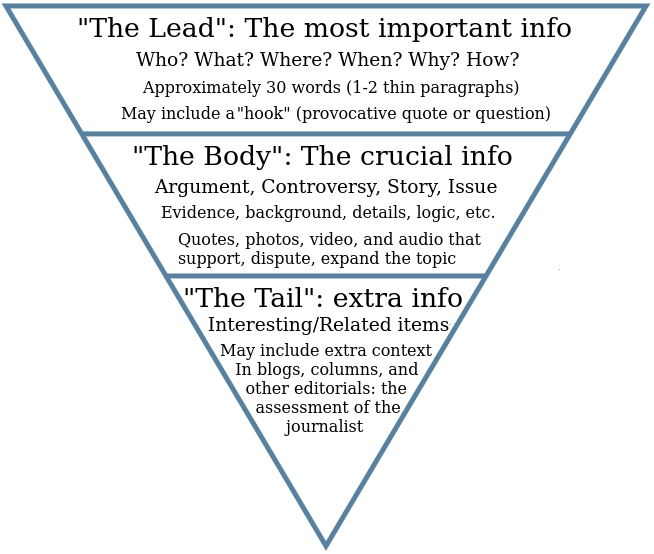 "The Lead": The most important info
Who? What? Where? When? Why? How?
Approximately 30 words (1-2 thin paragraphs)
May include a"hook" (provocative quote or question)
"The Body": The crucial info
Argument, Controversy, Story, Issue
Evidence, background, details, logic, etc.
Quotes, photos, video, and audio that
support, dispute, expand the topic
"The Tail": extra info
Interesting/Related items
May include extra context
In blogs, columns, and
other editorials: the
assessment of the
journalist